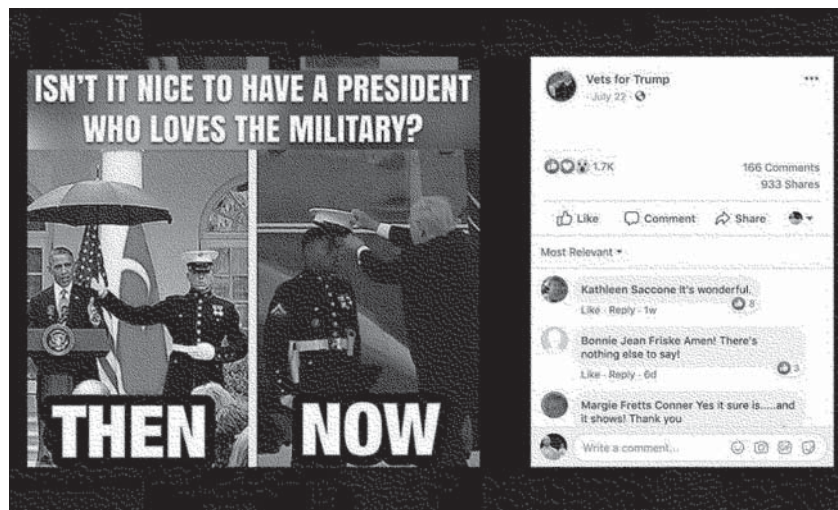 ISN'T IT NICE TO HAVE A PRESIDENT
WHO LOVES THE MILITARY?
THEN
NOW
Vets for Trump
July 22
1.7K
166 Comments
933 Shares
Like
Comment
Share
Most Relevant
Kathleen Saccone It's wonderful.
Like · Reply · 1w
8
Bonnie Jean Friske Amen! There's
nothing else to say!
Like · Reply · 6d
3
Margie Fretts Conner Yes it sure is.....and
it shows! Thank you
Write a comment...